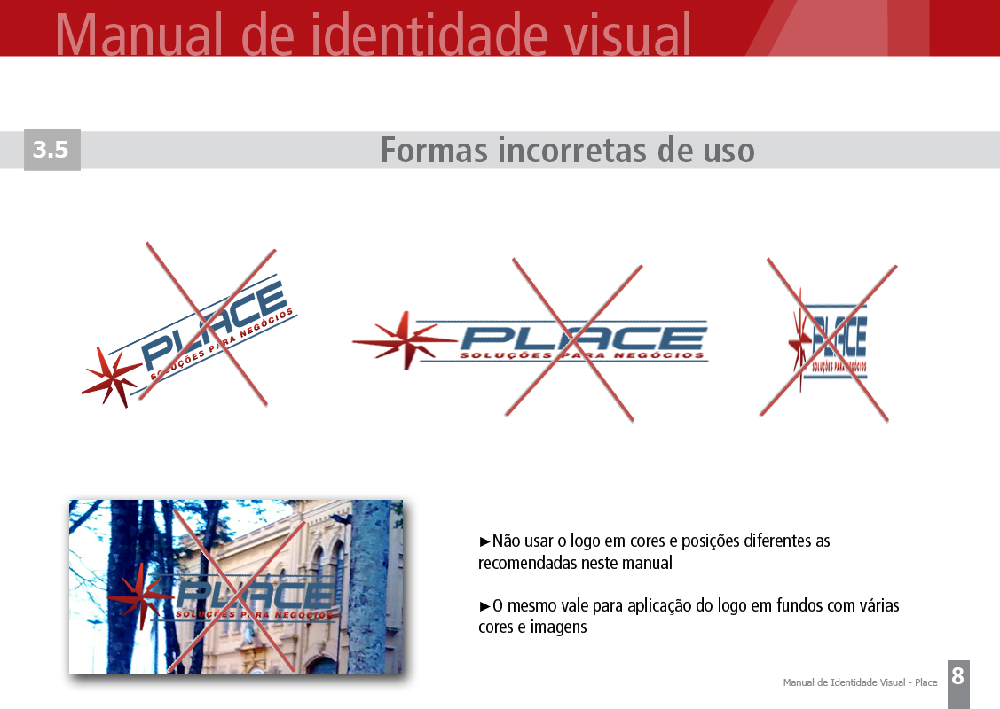 Manual de identidade visual
3.5
Formas incorretas de uso
PLACE
SOLUÇÕES PARA NEGÓCIOS
PLACE
SOLUÇÕES PARA NEGÓCIOS
PLACE
SOLUÇÕES PARA NEGÓCIOS
PLACE
SOLUÇÕES PARA NEGÓCIOS
►Não usar o logo em cores e posições diferentes as
recomendadas neste manual
►O mesmo vale para aplicação do logo em fundos com várias
cores e imagens
Manual de Identidade Visual - Place
8